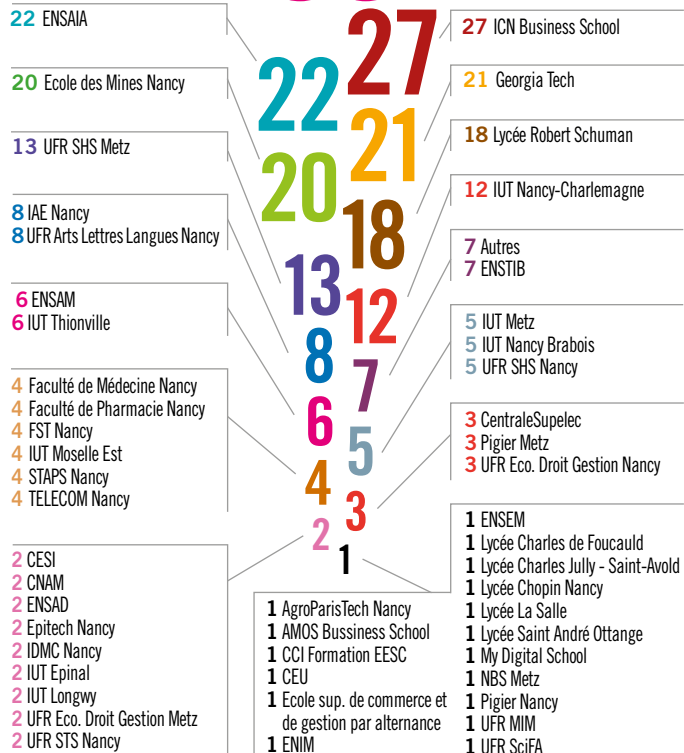 22 ENSAIA
20 Ecole des Mines Nancy
13 UFR SHS Metz
8 IAE Nancy
8 UFR Arts Lettres Langues Nancy
6 ENSAM
6 IUT Thionville
4 Faculté de Médecine Nancy
4 Faculté de Pharmacie Nancy
4 FST Nancy
4 IUT Moselle Est
4 STAPS Nancy
4 TELECOM Nancy
2 CESI
2 CNAM
2 ENSAD
2 Epitech Nancy
2 IDMC Nancy
2 IUT Epinal
2 IUT Longwy
2 UFR Eco. Droit Gestion Metz
2 UFR STS Nancy
27
22
21
20
18
13
12
8
7
6
5
4
3
2
1
27 ICN Business School
21 Georgia Tech
18 Lycée Robert Schuman
12 IUT Nancy-Charlemagne
7 Autres
7 ENSTIB
5 IUT Metz
5 IUT Nancy Brabois
5 UFR SHS Nancy
3 CentraleSupelec
3 Pigier Metz
3 UFR Eco. Droit Gestion Nancy
1 AgroParisTech Nancy
1 AMOS Bussiness School
1 CCI Formation EESC
1 CEU
1 Ecole sup. de commerce et
de gestion par alternance
1 ENIM
1 ENSEM
1 Lycée Charles de Foucauld
1 Lycée Charles Jully - Saint-Avold
1 Lycée Chopin Nancy
1 Lycée La Salle
1 Lycée Saint André Ottange
1 My Digital School
1 NBS Metz
1 Pigier Nancy
1 UFR MIM
1 UFR SciFA